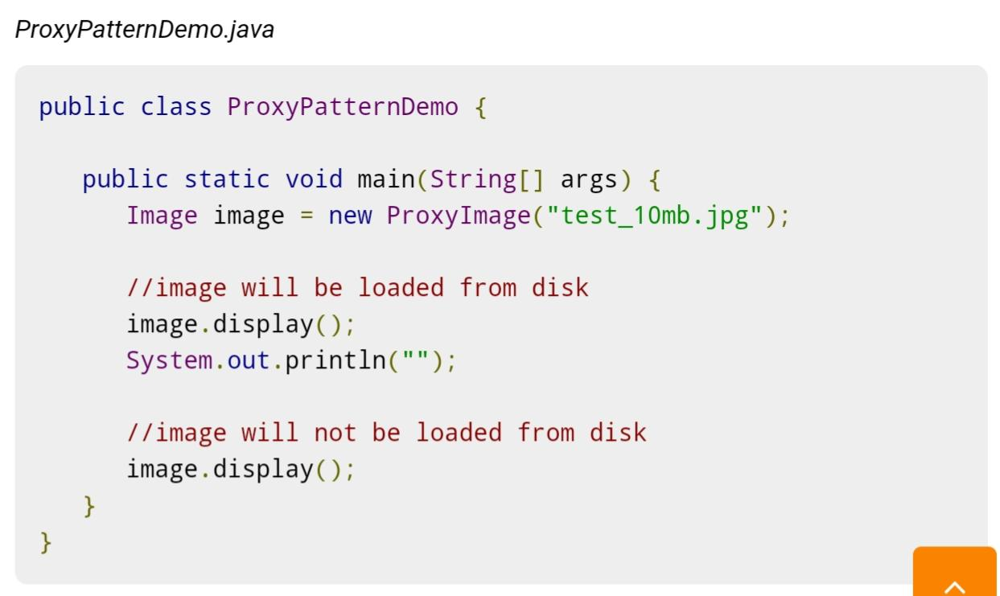 ProxyPatternDemo.java
public class ProxyPatternDemo {
public static void main(String[] args) {
Image image = new ProxyImage("test_10mb.jpg");
//image will be loaded from disk
image.display();
System.out.println("");
//image will not be loaded from disk
image.display();
}
}